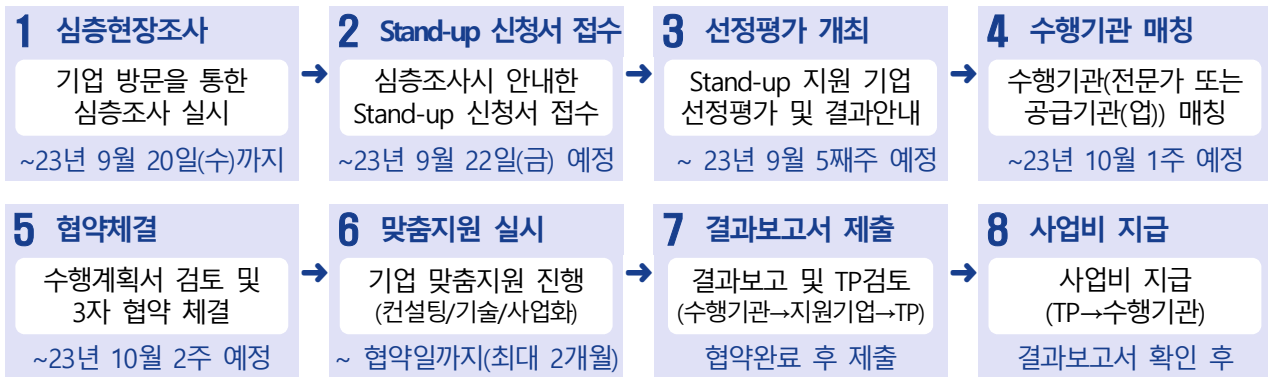 1 심층현장조사
기업 방문을 통한
심층조사 실시
~23년 9월 20일(수)까지
➜
2 Stand-up 신청서 접수
심층조사시 안내한
Stand-up 신청서 접수
~23년 9월 22일(금) 예정
➜
3 선정평가 개최
Stand-up 지원 기업
선정평가 및 결과안내
~ 23년 9월 5째주 예정
➜
4 수행기관 매칭
수행기관(전문가 또는
공급기관(업)) 매칭
~23년 10월 1주 예정
5 협약체결
수행계획서 검토 및
3자 협약 체결
~23년 10월 2주 예정
➜
6 맞춤지원 실시
기업 맞춤지원 진행
(컨설팅/기술/사업화)
~ 협약일까지(최대 2개월)
➜
7 결과보고서 제출
결과보고 및 TP검토
(수행기관→지원기업→TP)
협약완료 후 제출
➜
8 사업비 지급
사업비 지급
(TP→수행기관)
결과보고서 확인 후